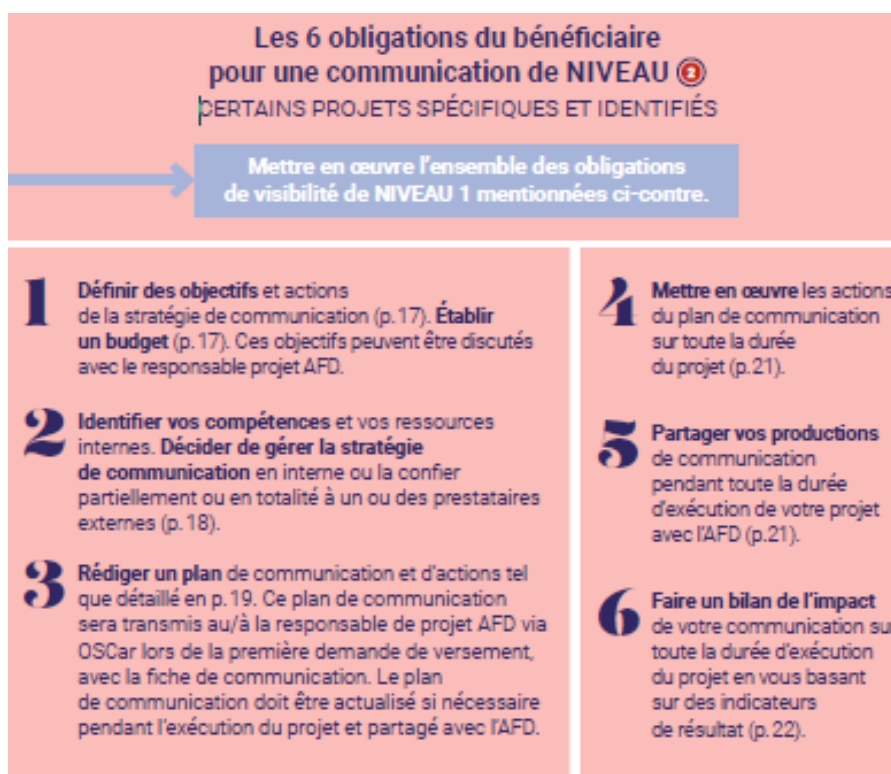 Les 6 obligations du bénéficiaire
pour une communication de NIVEAU 2
CERTAINS PROJETS SPÉCIFIQUES ET IDENTIFIÉS
Mettre en œuvre l'ensemble des obligations
de visibilité de NIVEAU 1 mentionnées ci-contre.
1 Définir des objectifs et actions
de la stratégie de communication (p. 17). Établir
un budget (p. 17). Ces objectifs peuvent être discutés
avec le responsable projet AFD.
2 Identifier vos compétences et vos ressources
internes. Décider de gérer la stratégie
de communication en interne ou la confier
partiellement ou en totalité à un ou des prestataires
externes (p. 18).
3 Rédiger un plan de communication et d'actions tel
que détaillé en p. 19. Ce plan de communication
sera transmis au/à la responsable de projet AFD via
OSCar lors de la première demande de versement,
avec la fiche de communication. Le plan
de communication doit être actualisé si nécessaire
pendant l'exécution du projet et partagé avec l'AFD.
4 Mettre en œuvre les actions
du plan de communication
sur toute la durée
du projet (p.21).
5 Partager vos productions
de communication
pendant toute la durée
d'exécution de votre projet
avec l'AFD (p.21).
6 Faire un bilan de l'impact
de votre communication su
toute la durée d'exécution
du projet en vous basant
sur des indicateurs
de résultat (p. 22).